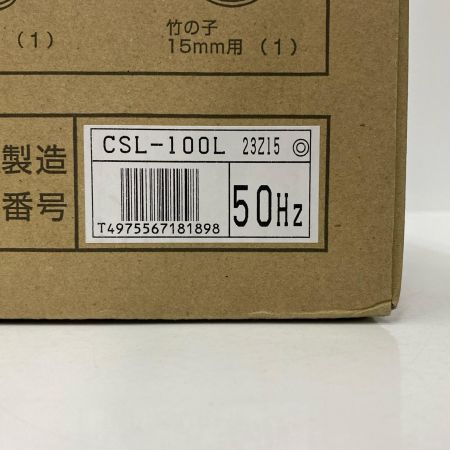 (1)
竹の子
15mm用 (1)
製造
番号
CSL-100L 23Z15 ◎
T4975567181898
50Hz